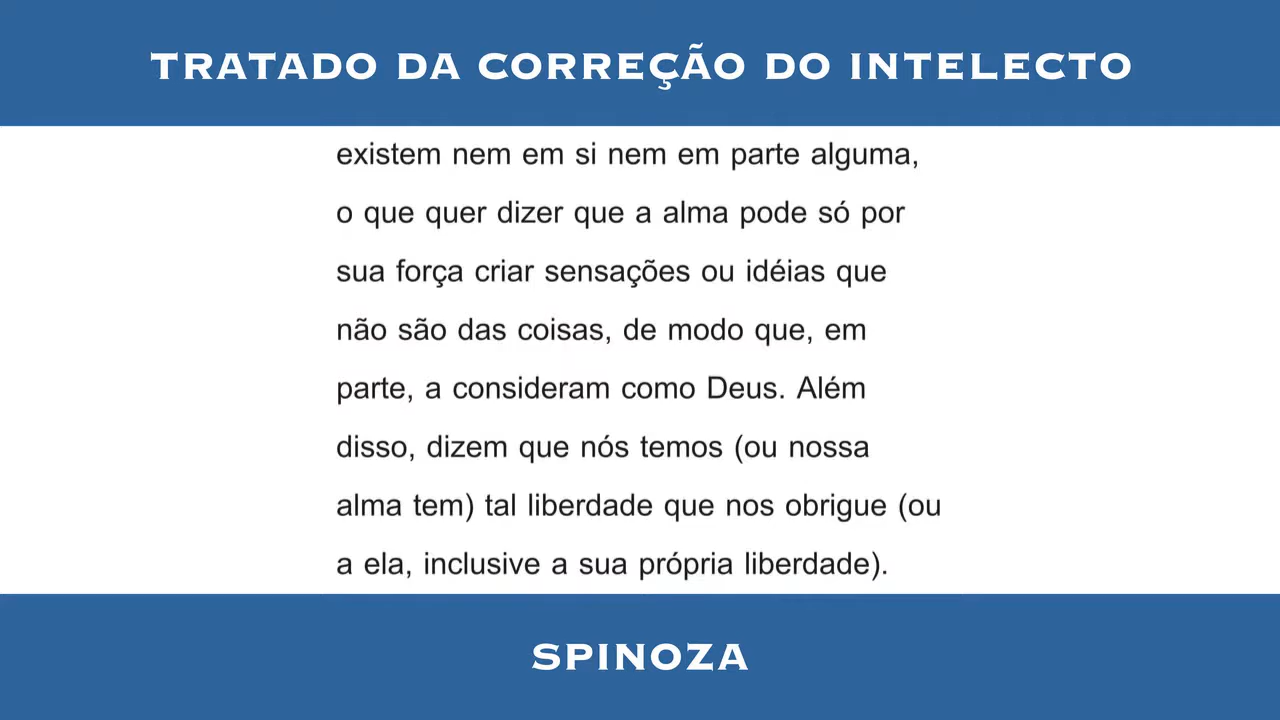 TRATADO DA CORREÇÃO DO INTELECTO
existem nem em si nem em parte alguma,
o que quer dizer que a alma pode só por
sua força criar sensações ou idéias que
não são das coisas, de modo que, em
parte, a consideram como Deus. Além
disso, dizem que nós temos (ou nossa
alma tem) tal liberdade que nos obrigue (ou
a ela, inclusive a sua própria liberdade).
SPINOZA